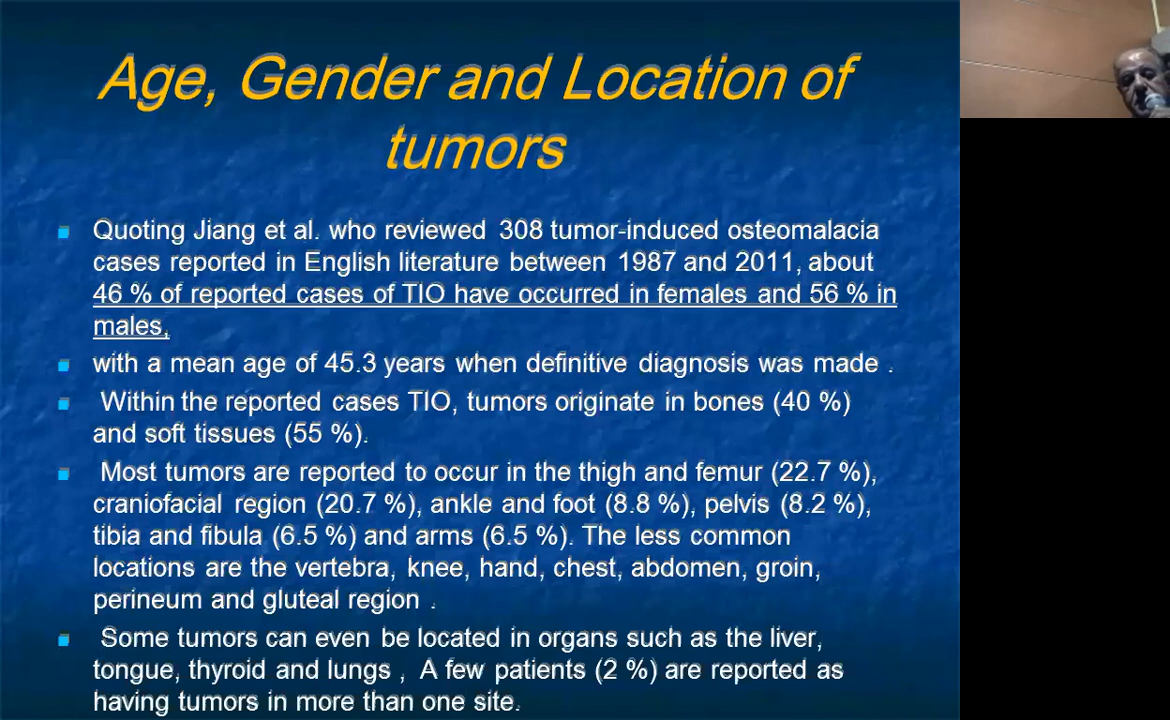 Age, Gender and Location of
tumors
Quoting Jiang et al. who reviewed 308 tumor-induced osteomalacia
cases reported in English literature between 1987 and 2011, about
46 % of reported cases of TIO have occurred in females and 56 % in
males,
with a mean age of 45.3 years when definitive diagnosis was made .
Within the reported cases TIO, tumors originate in bones (40 %)
and soft tissues (55 %).
Most tumors are reported to occur in the thigh and femur (22.7 %),
craniofacial region (20.7 %), ankle and foot (8.8 %), pelvis (8.2 %),
tibia and fibula (6.5 %) and arms (6.5 %). The less common
locations are the vertebra, knee, hand, chest, abdomen, groin,
perineum and gluteal region .
Some tumors can even be located in organs such as the liver,
tongue, thyroid and lungs , A few patients (2 %) are reported as
having tumors in more than one site.